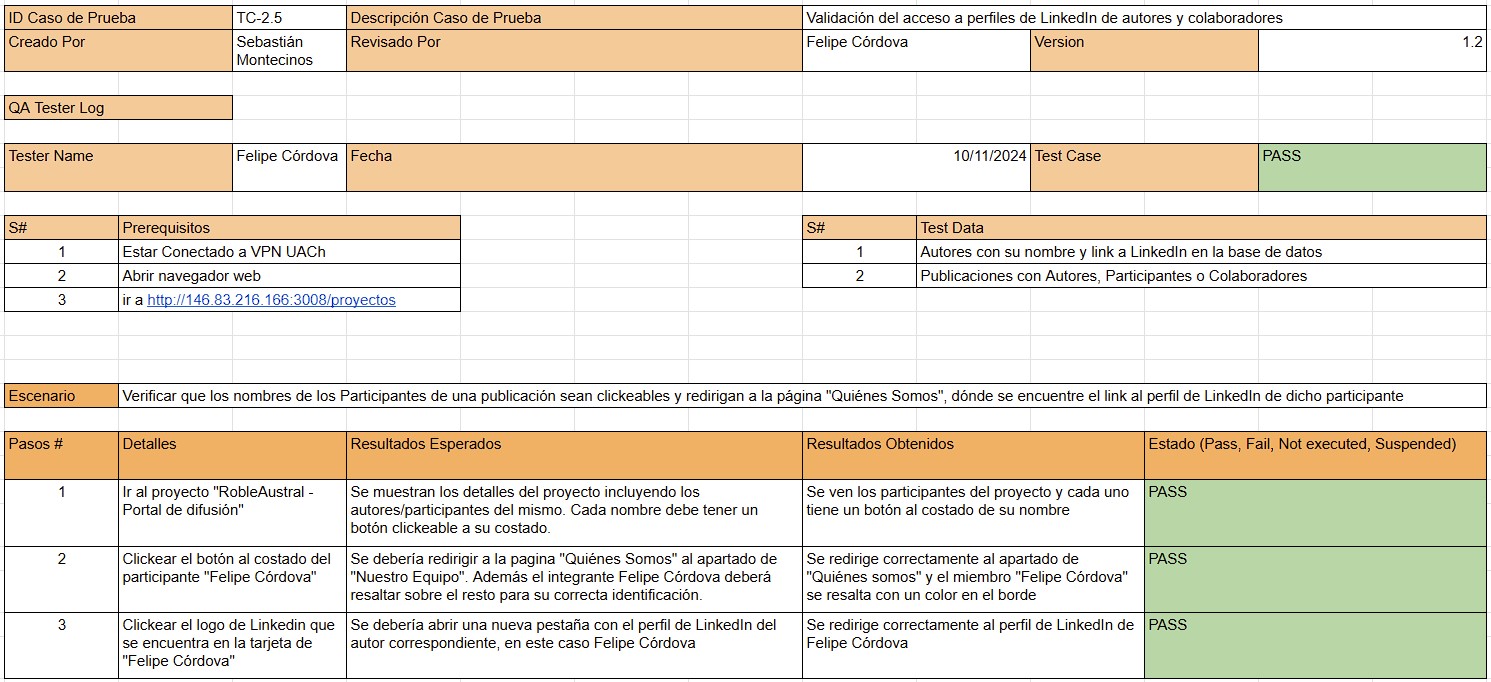 ID Caso de Prueba
TC-2.5
Descripción Caso de Prueba
Validación del acceso a perfiles de LinkedIn de autores y colaboradores
Creado Por
Sebastián
Montecinos
Revisado Por
Felipe Córdova
Version
1.2
QA Tester Log
Tester Name
Felipe Córdova
Fecha
10/11/2024
Test Case
PASS
S#
Prerequisitos
1
Estar Conectado a VPN UACh
2
Abrir navegador web
3
ir a http://146.83.216.166:3008/proyectos
S#
Test Data
1
Autores con su nombre y link a LinkedIn en la base de datos
2
Publicaciones con Autores, Participantes o Colaboradores
Escenario
Verificar que los nombres de los Participantes de una publicación sean clickeables y redirigan a la página "Quiénes Somos", dónde se encuentre el link al perfil de LinkedIn de dicho participante
Pasos #
Detalles
Resultados Esperados
Resultados Obtenidos
Estado (Pass, Fail, Not executed, Suspended)
1
Ir al proyecto "RobleAustral -
Portal de difusión"
Se muestran los detalles del proyecto incluyendo los
autores/participantes del mismo. Cada nombre debe tener un
botón clickeable a su costado.
Se ven los participantes del proyecto y cada uno
tiene un botón al costado de su nombre
PASS
2
Clickear el botón al costado del
participante "Felipe Córdova"
Se debería redirigir a la pagina "Quiénes Somos" al apartado de
"Nuestro Equipo". Además el integrante Felipe Córdova deberá
resaltar sobre el resto para su correcta identificación.
Se redirige correctamente al apartado de
"Quiénes somos" y el miembro "Felipe Córdova"
se resalta con un color en el borde
PASS
3
Clickear el logo de Linkedin que
se encuentra en la tarjeta de
"Felipe Córdova"
Se debería abrir una nueva pestaña con el perfil de LinkedIn del
autor correspondiente, en este caso Felipe Córdova
Se redirige correctamente al perfil de LinkedIn de
Felipe Córdova
PASS